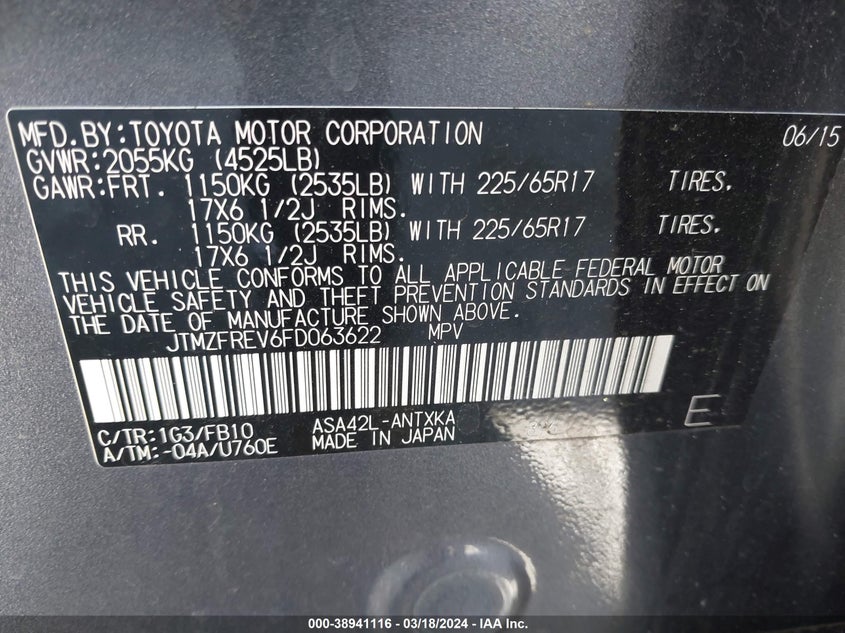 MFD.BY:TOYOTA MOTOR CORPORATION 06/15
GVWR:2055KG (4525LB)
GAWR:FRT. 1150KG (2535LB) WITH 225/65R17 TIRES.
17X6 1/2J RIMS.
RR. 1150KG (2535LB) WITH 225/65R17 TIRES.
17X6 1/2J RIMS.
THIS VEHICLE CONFORMS TO ALL APPLICABLE FEDERAL MOTOR
VEHICLE SAFETY AND THEFT PREVENTION STANDARDS IN EFFECT ON
THE DATE OF MANUFACTURE SHOWN ABOVE.
JTMZFREV6FD063622 MPV
C/TR:1G3/FB10 ASA42L-ANTXKA E
A/TM:-04A/U760E MADE IN JAPAN
000-38941116 — 03/18/2024 — IAA Inc.